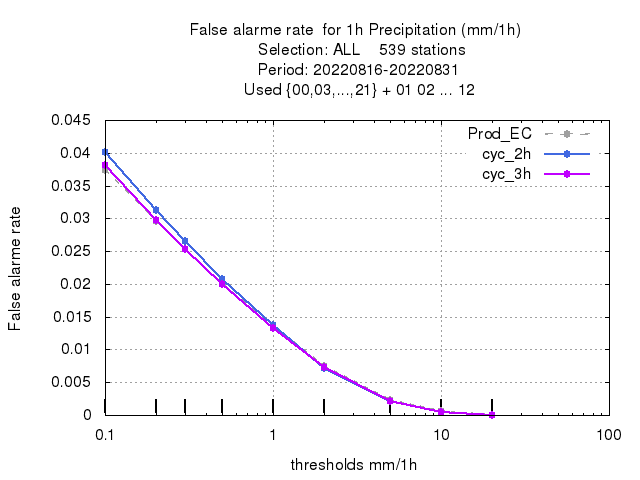 False alarme rate  for 1h Precipitation (mm/1h)
Selection: ALL    539 stations
Period: 20220816-20220831
Used {00,03,...,21} + 01 02 ... 12
0.045
0.04
0.035
0.03
0.025
0.02
0.015
0.01
0.005
0
False alarme rate
Prod_EC
cyc_2h
cyc_3h
0.1 1 10 100
thresholds mm/1h